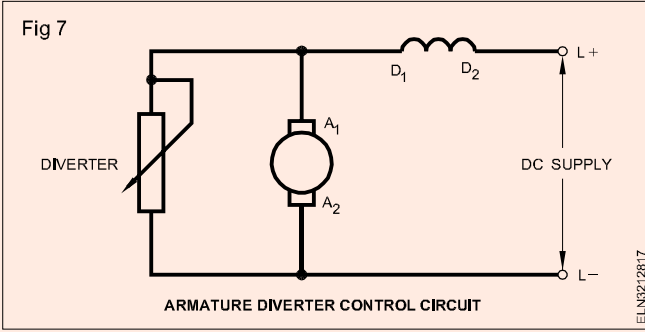 Fig 7
L +
D1
D2
A1
DIVERTER
DC SUPPLY
A2
L−
ARMATURE DIVERTER CONTROL CIRCUIT
ELN3212817